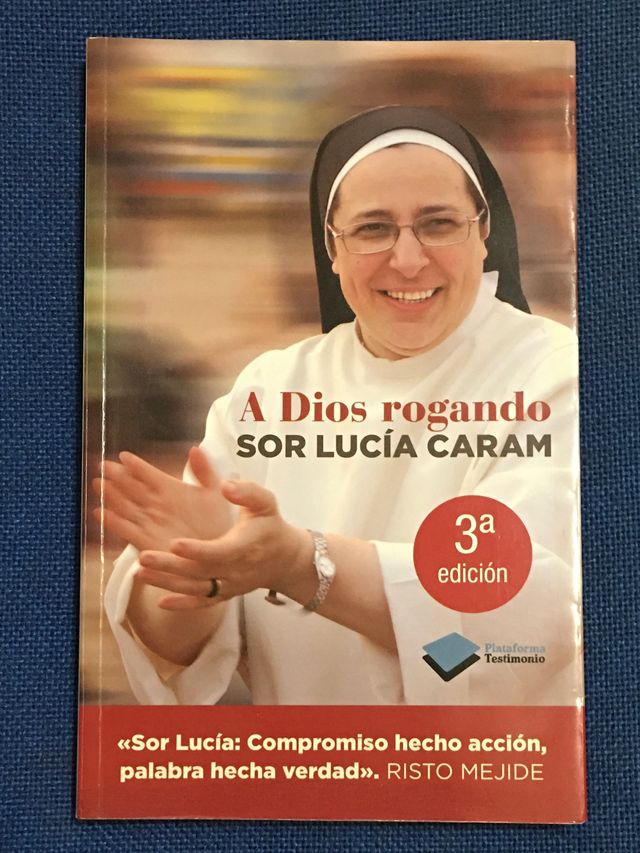 A Dios rogando
SOR LUCÍA CARAM
3ª
edición
Plataforma
Testimonio
«Sor Lucía: Compromiso hecho acción,
palabra hecha verdad». RISTO MEJIDE